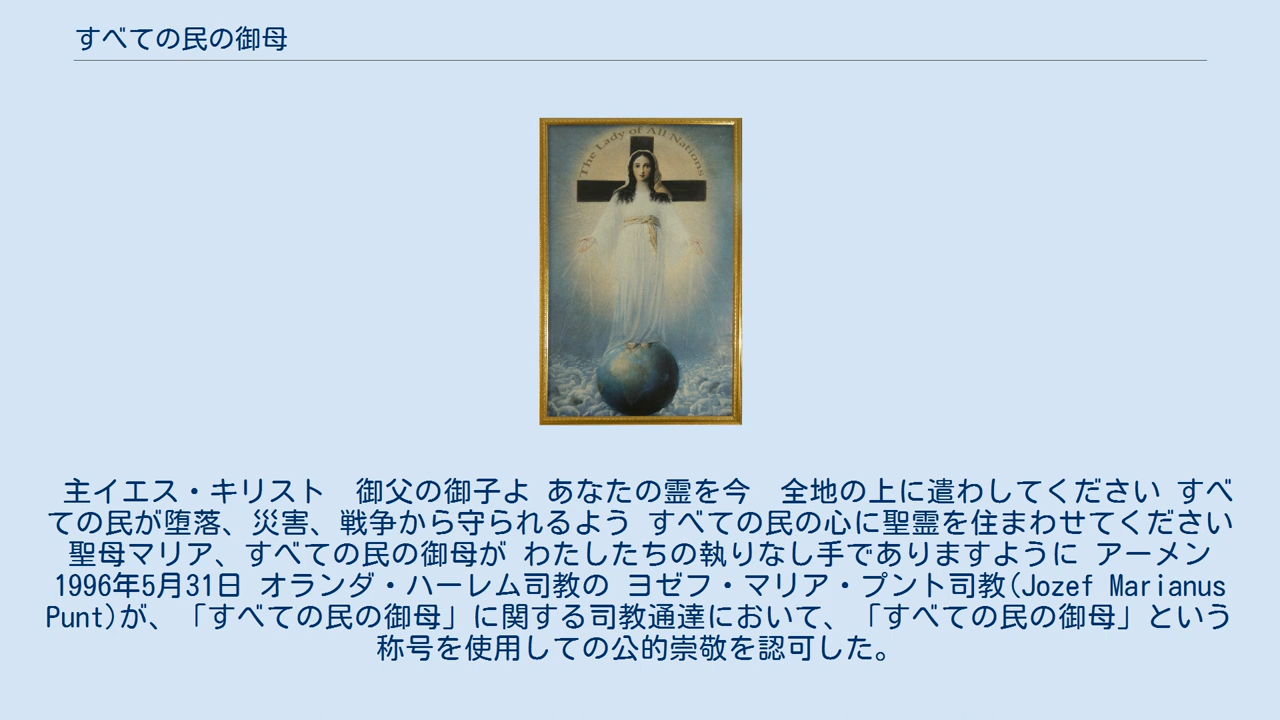 すべての民の御母
The Lady of All Nations
主イエス・キリスト　御父の御子よ あなたの霊を今　全地の上に遣わしてください すべ
ての民が堕落、災害、戦争から守られるよう すべての民の心に聖霊を住まわせてください
聖母マリア、すべての民の御母が わたしたちの執りなし手でありますように アーメン
1996年5月31日 オランダ・ハーレム司教の ヨゼフ・マリア・プント司教(Jozef Marianus
Punt)が、「すべての民の御母」に関する司教通達において、「すべての民の御母」という
称号を使用しての公的崇敬を認可した。